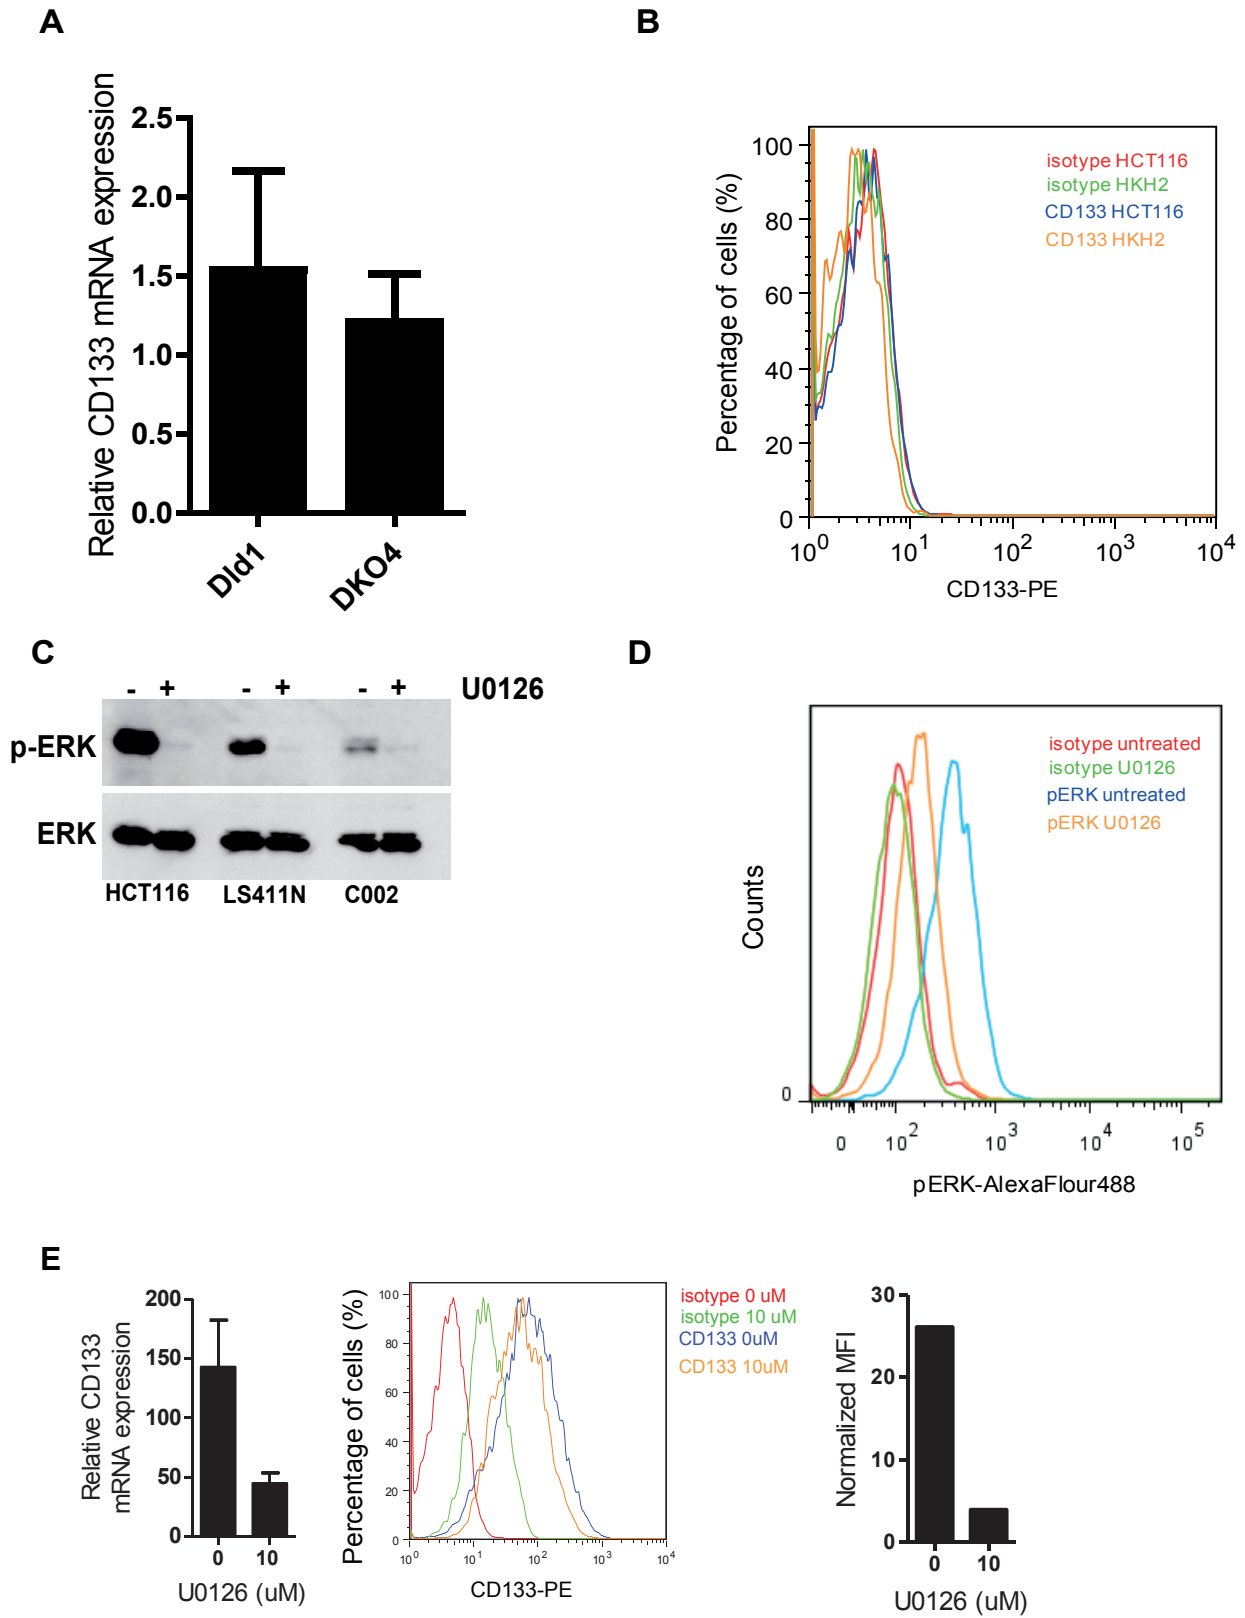 A
Relative CD133 mRNA expression
2.5
2.0
1.5
1.0
0.5
0.0
Dld1
DKO4
B
Percentage of cells (%)
100
80
60
40
20
0
isotype HCT116
isotype HKH2
CD133 HCT116
CD133 HKH2
10^0 10^1 10^2 10^3 10^4
CD133-PE
C
- + - + - + U0126
p-ERK
ERK
HCT116 LS411N C002
D
Counts
isotype untreated
isotype U0126
pERK untreated
pERK U0126
0
0 10^2 10^3 10^4 10^5
pERK-AlexaFlour488
E
Relative CD133
mRNA expression
200
150
100
50
0
0 10
U0126 (uM)
Percentage of cells (%)
100
80
60
40
20
0
10^0 10^1 10^2 10^3 10^4
CD133-PE
isotype 0 uM
isotype 10 uM
CD133 0uM
CD133 10uM
Normalized MFI
30
20
10
0
0 10
U0126 (uM)